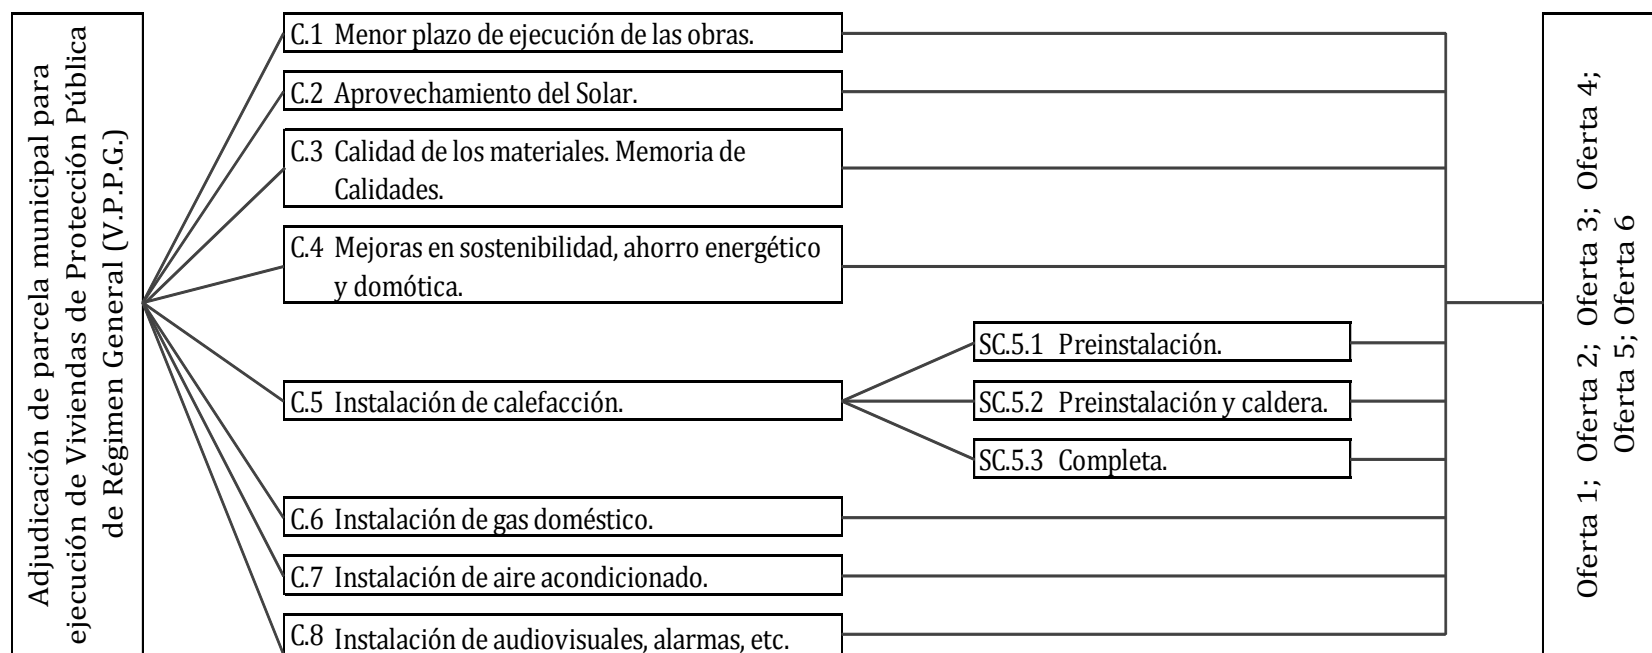 Adjudicación de parcela municipal para
ejecución de Viviendas de Protección Pública
de Régimen General (V.P.P.G.)
C.1 Menor plazo de ejecución de las obras.
C.2 Aprovechamiento del Solar.
C.3 Calidad de los materiales. Memoria de
Calidades.
C.4 Mejoras en sostenibilidad, ahorro energético
y domótica.
C.5 Instalación de calefacción.
SC.5.1 Preinstalación.
SC.5.2 Preinstalación y caldera.
SC.5.3 Completa.
C.6 Instalación de gas doméstico.
C.7 Instalación de aire acondicionado.
C.8 Instalación de audiovisuales, alarmas, etc.
Oferta 1; Oferta 2; Oferta 3; Oferta 4;
Oferta 5; Oferta 6